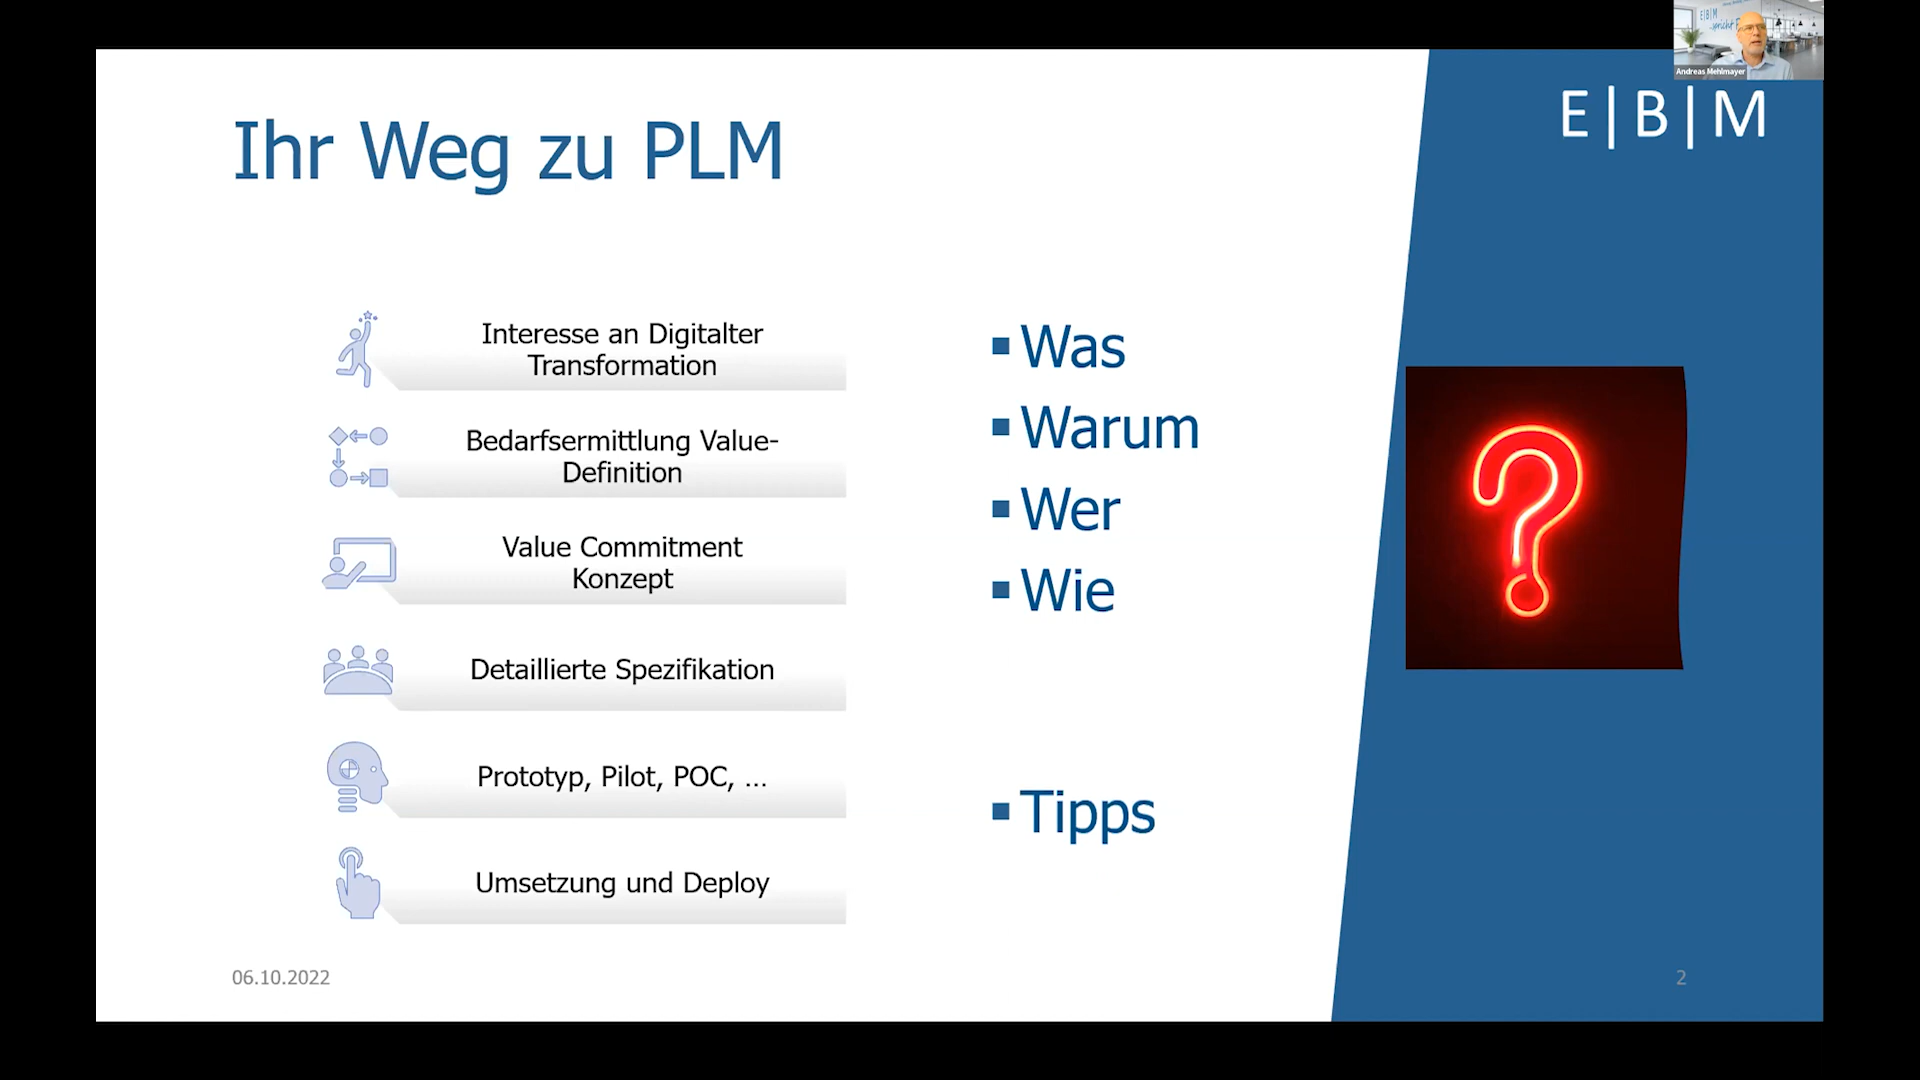 Andreas Mehlmayer
E|B|M
Ihr Weg zu PLM
Interesse an Digitalter
Transformation
Bedarfsermittlung Value-
Definition
Value Commitment
Konzept
Detaillierte Spezifikation
Prototyp, Pilot, POC, ...
Umsetzung und Deploy
▪ Was
▪ Warum
▪ Wer
▪ Wie
▪ Tipps
06.10.2022
2